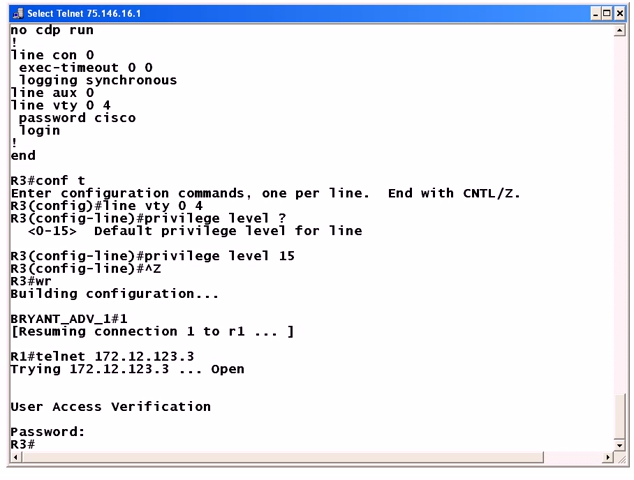 Select Telnet 75.146.16.1
no cdp run
!
line con 0
 exec-timeout 0 0
 logging synchronous
line aux 0
line vty 0 4
 password cisco
 login
!
end
R3#conf t
Enter configuration commands, one per line.  End with CNTL/Z.
R3(config)#line vty 0 4
R3(config-line)#privilege level ?
  <0-15>  Default privilege level for line
R3(config-line)#privilege level 15
R3(config-line)#^Z
R3#wr
Building configuration...
BRYANT_ADV_1#1
[Resuming connection 1 to r1 ... ]
R1#telnet 172.12.123.3
Trying 172.12.123.3 ... Open
User Access Verification
Password:
R3#